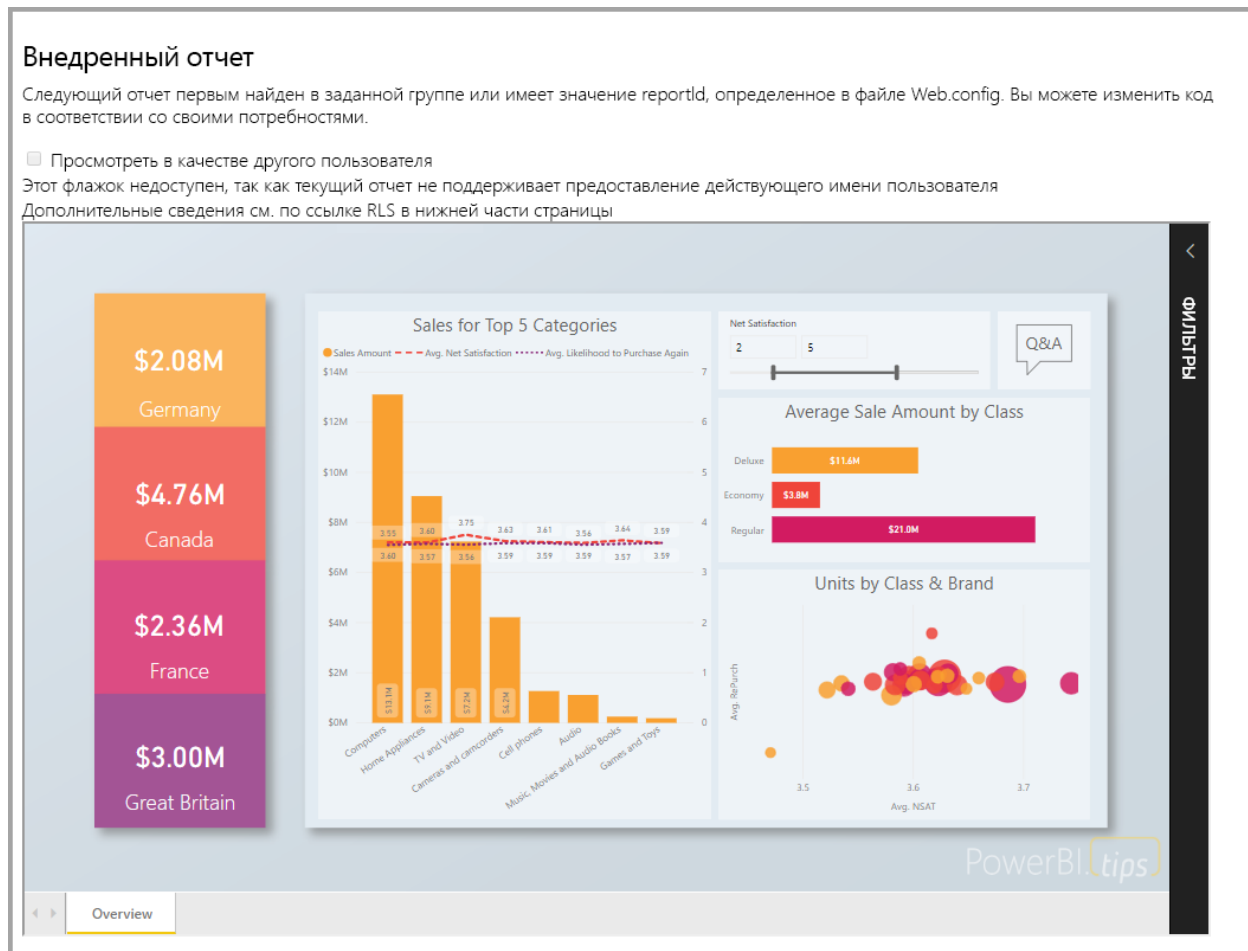 Внедренный отчет
Следующий отчет первым найден в заданной группе или имеет значение reportId, определенное в файле Web.config. Вы можете изменить код
в соответствии со своими потребностями.
Просмотреть в качестве другого пользователя
Этот флажок недоступен, так как текущий отчет не поддерживает предоставление действующего имени пользователя
Дополнительные сведения см. по ссылке RLS в нижней части страницы
$2.08M
Germany
$4.76M
Canada
$2.36M
France
$3.00M
Great Britain
Sales for Top 5 Categories
Sales Amount Avg. Net Satisfaction Avg. Likelihood to Purchase Again
$14M 7
$12M 6
$10M 5
$8M 4
$6M 3
$4M 2
$2M 1
$0M 0
3.55 3.60 3.75 3.63 3.61 3.56 3.64 3.59
3.60 3.57 3.56 3.59 3.59 3.59 3.57 3.59
$13.1M $9.1M $7.2M $4.2M
Computers
Home Appliances
TV and Video
Cameras and camcorders
Cell phones
Audio
Music, Movies and Audio Books
Games and Toys
Net Satisfaction
2 5
Q&A
Average Sale Amount by Class
Deluxe $11.6M
Economy $3.8M
Regular $21.0M
Units by Class & Brand
Avg. RePurch
3.5 3.6 3.7
Avg. NSAT
ФИЛЬТРЫ
PowerBI.tips
Overview